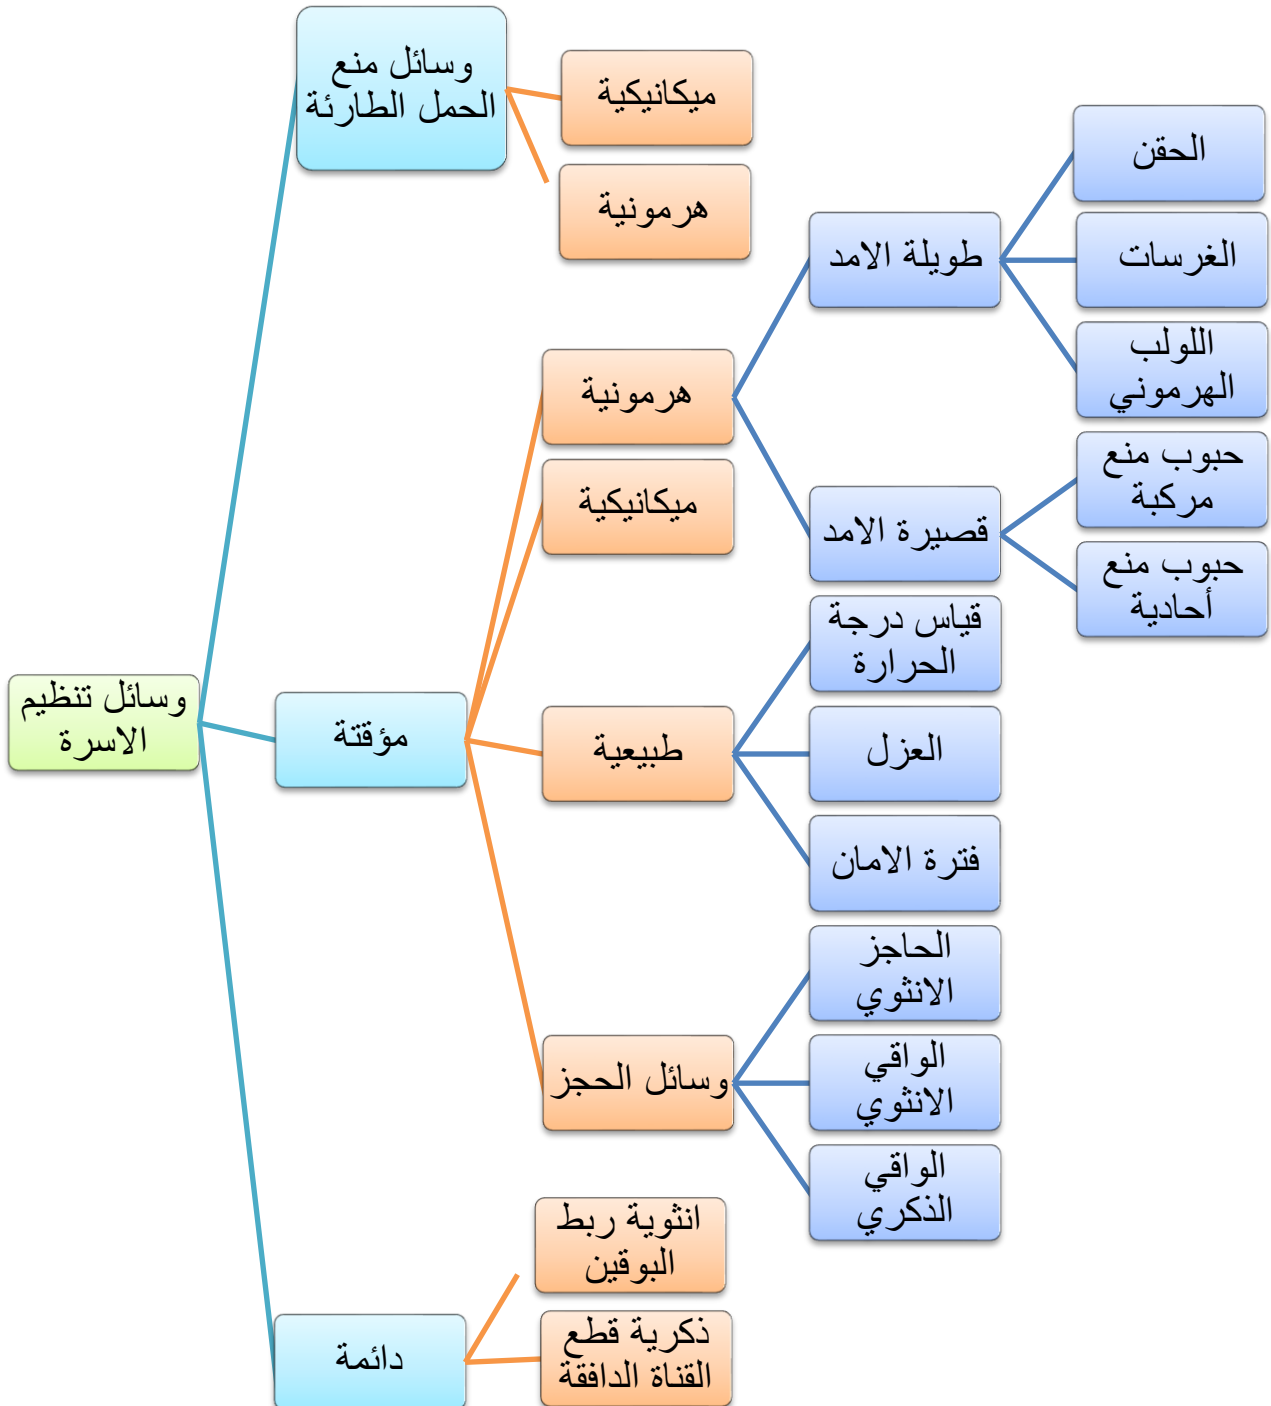 وسائل تنظيم
الاسرة
وسائل منع
الحمل الطارئة
ميكانيكية
هرمونية
مؤقتة
هرمونية
طويلة الامد
الحقن
الغرسات
اللولب
الهرموني
قصيرة الامد
حبوب منع
مركبة
حبوب منع
أحادية
ميكانيكية
طبيعية
قياس درجة
الحرارة
العزل
فترة الامان
وسائل الحجز
الحاجز
الانثوي
الواقي
الانثوي
الواقي
الذكري
دائمة
انثوية ربط
البوقين
ذكرية قطع
القناة الدافقة